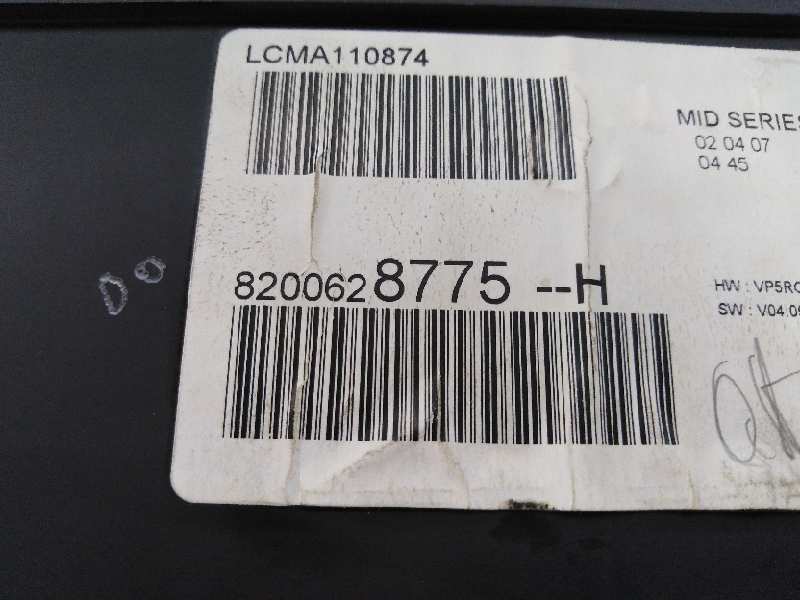 LCMA110874
MID SERIES
02 04 07
04 45
8200628775 --H
HW : VP5RC
SW : V04.09